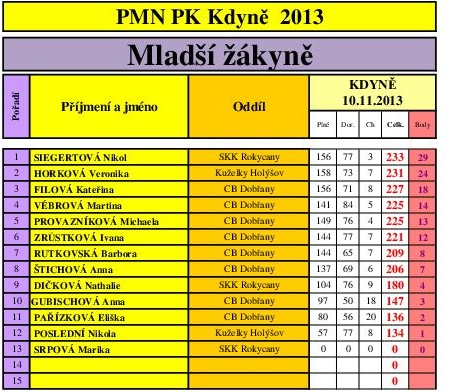 PMN PK Kdyně 2013
Mladší žákyně
Pořadí Příjmení a jméno Oddíl KDYNĚ
10.11.2013
Plné Dor. Ch Celk. Body
1 SIEGERTOVÁ Nikol SKK Rokycany 156 77 3 233 29
2 HORKOVÁ Veronika Kuželky Holýšov 158 73 7 231 24
3 FILOVÁ Kateřina CB Dobřany 156 71 8 227 18
4 VÉBROVÁ Martina CB Dobřany 141 84 5 225 14
5 PROVAZNÍKOVÁ Michaela CB Dobřany 149 76 4 225 13
6 ZRŮSTKOVÁ Ivana CB Dobřany 144 77 7 221 12
7 RUTKOVSKÁ Barbora CB Dobřany 144 65 7 209 8
8 ŠTICHOVÁ Anna CB Dobřany 137 69 6 206 7
9 DIČKOVÁ Nathalie SKK Rokycany 104 76 9 180 4
10 GUBISCHOVÁ Anna CB Dobřany 97 50 18 147 3
11 PAŘÍZKOVÁ Eliška CB Dobřany 80 56 20 136 2
12 POSLEDNÍ Nikola Kuželky Holýšov 57 77 8 134 1
13 SRPOVÁ Marika SKK Rokycany 0 0 0 0 0
14 0
15 0